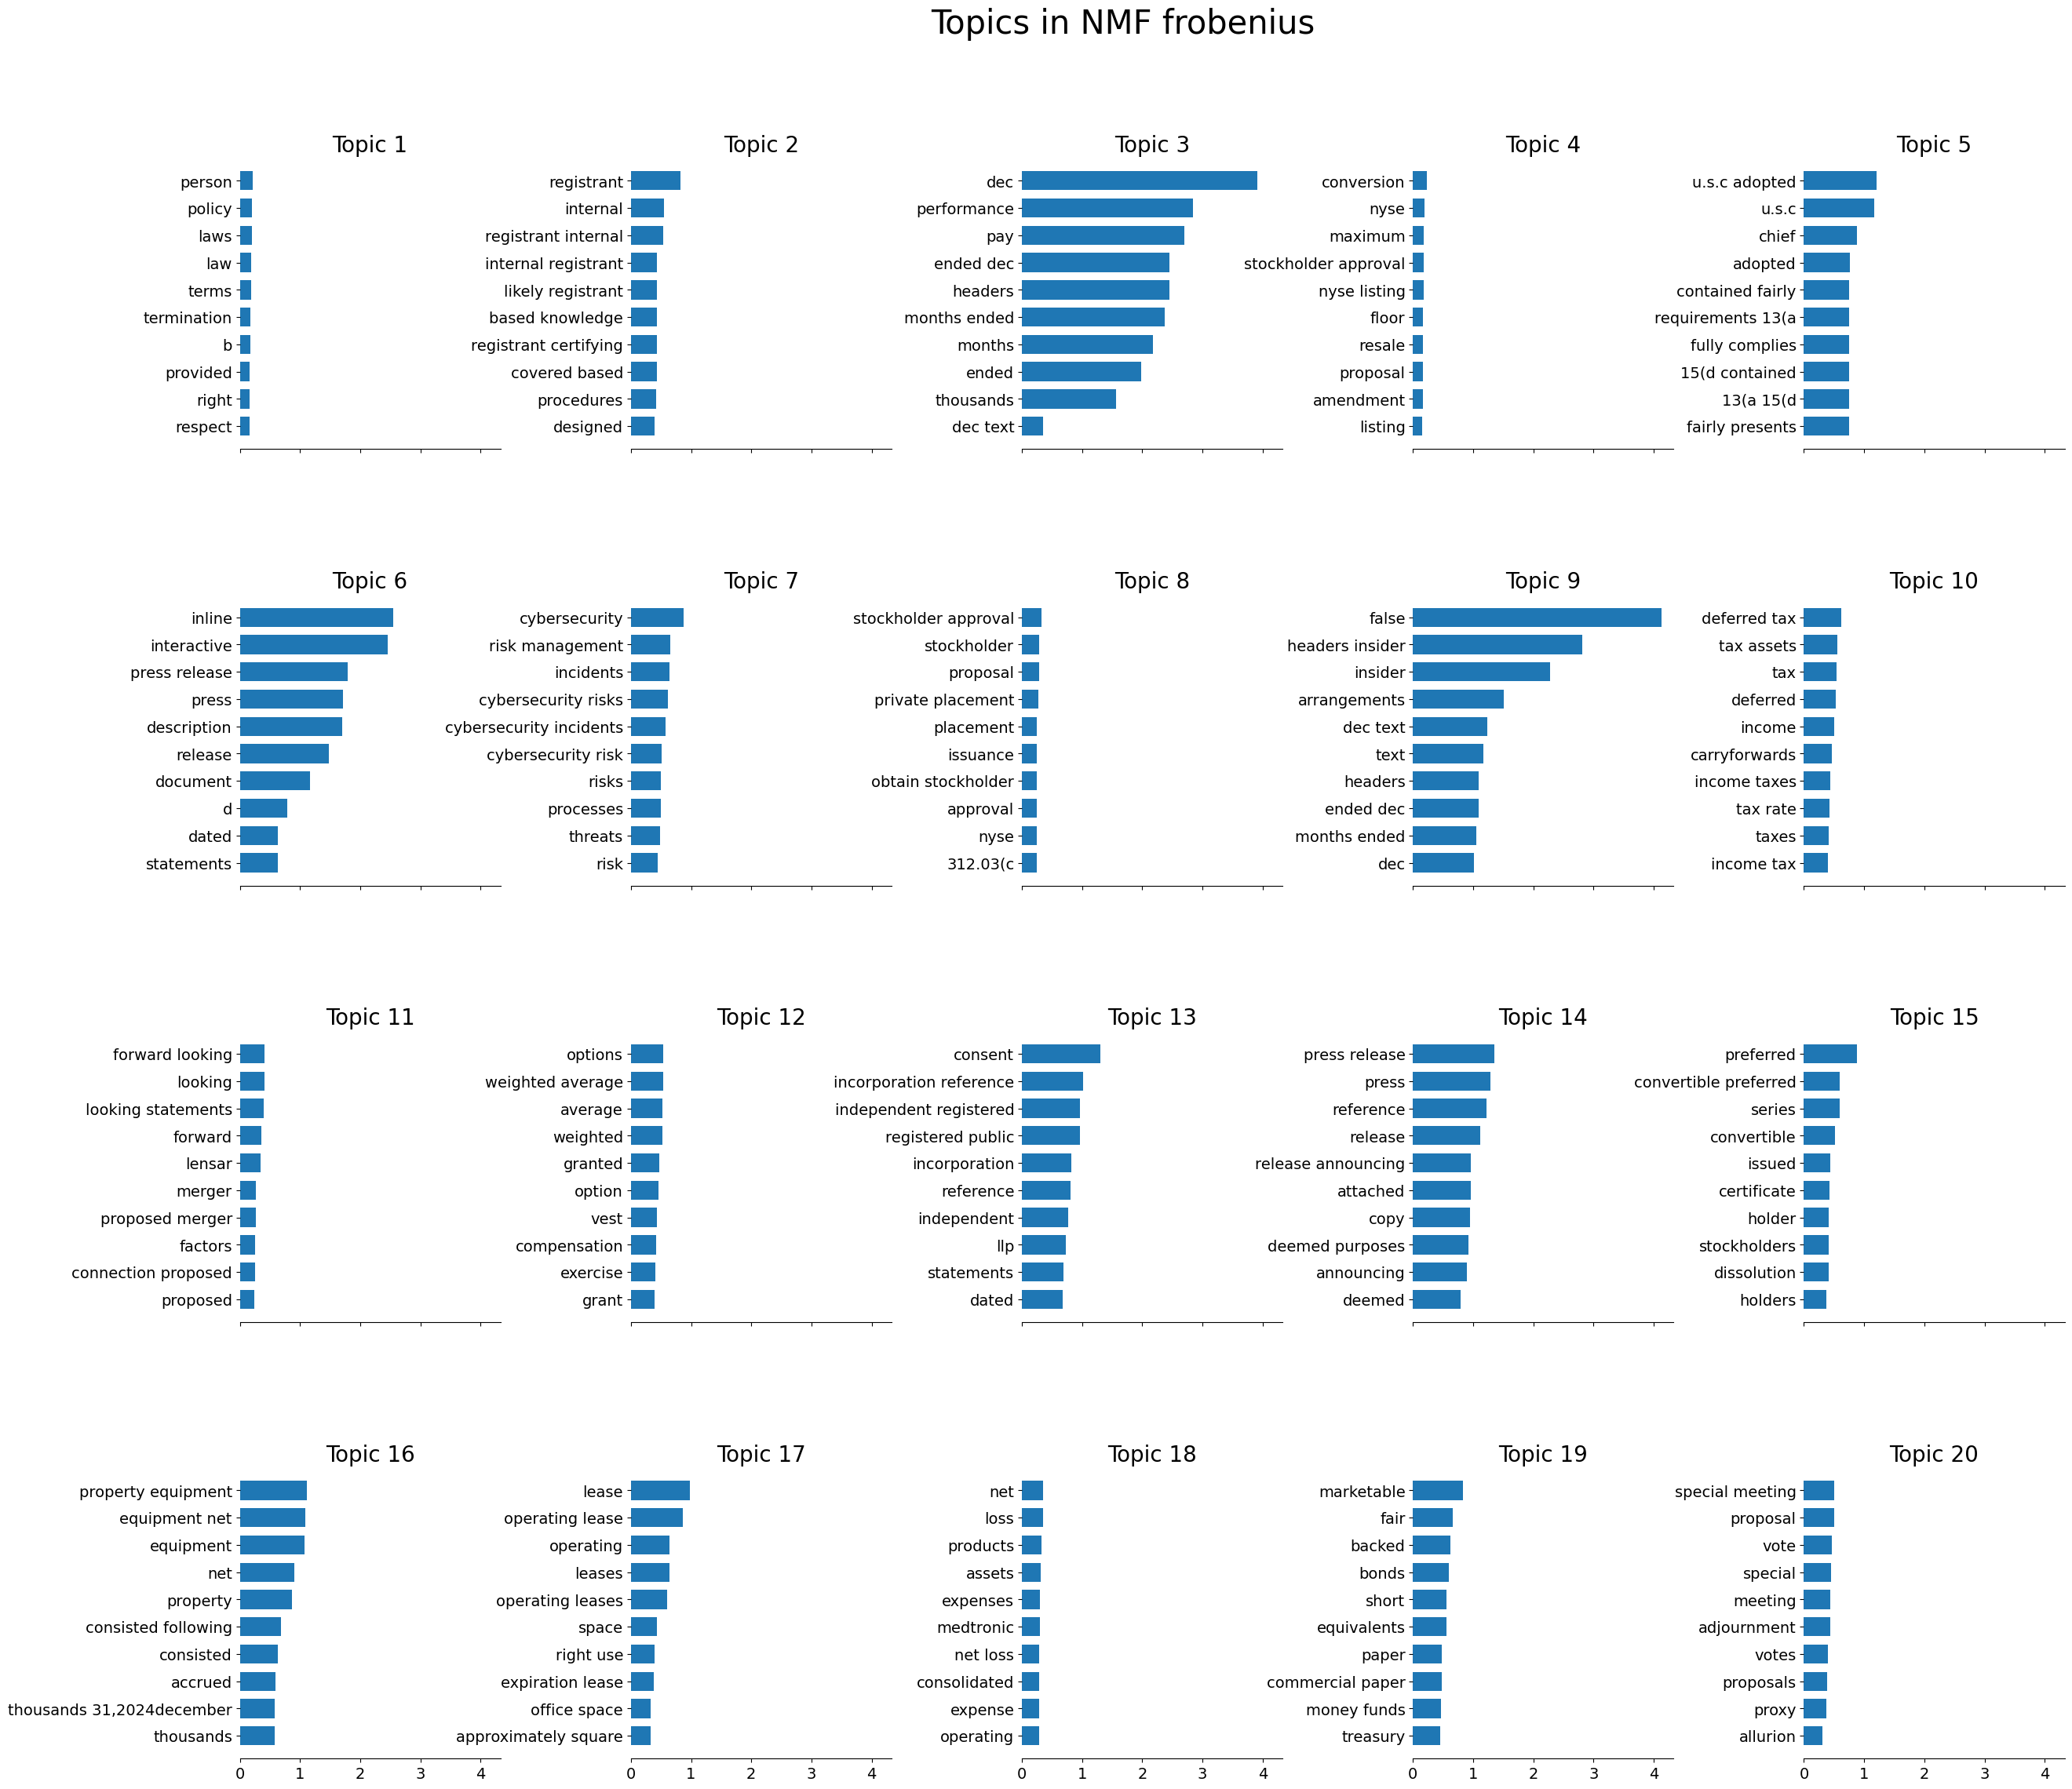 Topics in NMF frobenius
Topic 1
person
policy
laws
law
terms
termination
b
provided
right
respect
Topic 2
registrant
internal
registrant internal
internal registrant
likely registrant
based knowledge
registrant certifying
covered based
procedures
designed
Topic 3
dec
performance
pay
ended dec
headers
months ended
months
ended
thousands
dec text
Topic 4
conversion
nyse
maximum
stockholder approval
nyse listing
floor
resale
proposal
amendment
listing
Topic 5
u.s.c adopted
u.s.c
chief
adopted
contained fairly
requirements 13(a
fully complies
15(d contained
13(a 15(d
fairly presents
Topic 6
inline
interactive
press release
press
description
release
document
d
dated
statements
Topic 7
cybersecurity
risk management
incidents
cybersecurity risks
cybersecurity incidents
cybersecurity risk
risks
processes
threats
risk
Topic 8
stockholder approval
stockholder
proposal
private placement
placement
issuance
obtain stockholder
approval
nyse
312.03(c
Topic 9
false
headers insider
insider
arrangements
dec text
text
headers
ended dec
months ended
dec
Topic 10
deferred tax
tax assets
tax
deferred
income
carryforwards
income taxes
tax rate
taxes
income tax
Topic 11
forward looking
looking
looking statements
forward
lensar
merger
proposed merger
factors
connection proposed
proposed
Topic 12
options
weighted average
average
weighted
granted
option
vest
compensation
exercise
grant
Topic 13
consent
incorporation reference
independent registered
registered public
incorporation
reference
independent
llp
statements
dated
Topic 14
press release
press
reference
release
release announcing
attached
copy
deemed purposes
announcing
deemed
Topic 15
preferred
convertible preferred
series
convertible
issued
certificate
holder
stockholders
dissolution
holders
Topic 16
property equipment
equipment net
equipment
net
property
consisted following
consisted
accrued
thousands 31,2024december
thousands
0 1 2 3 4
Topic 17
lease
operating lease
operating
leases
operating leases
space
right use
expiration lease
office space
approximately square
0 1 2 3 4
Topic 18
net
loss
products
assets
expenses
medtronic
net loss
consolidated
expense
operating
0 1 2 3 4
Topic 19
marketable
fair
backed
bonds
short
equivalents
paper
commercial paper
money funds
treasury
0 1 2 3 4
Topic 20
special meeting
proposal
vote
special
meeting
adjournment
votes
proposals
proxy
allurion
0 1 2 3 4